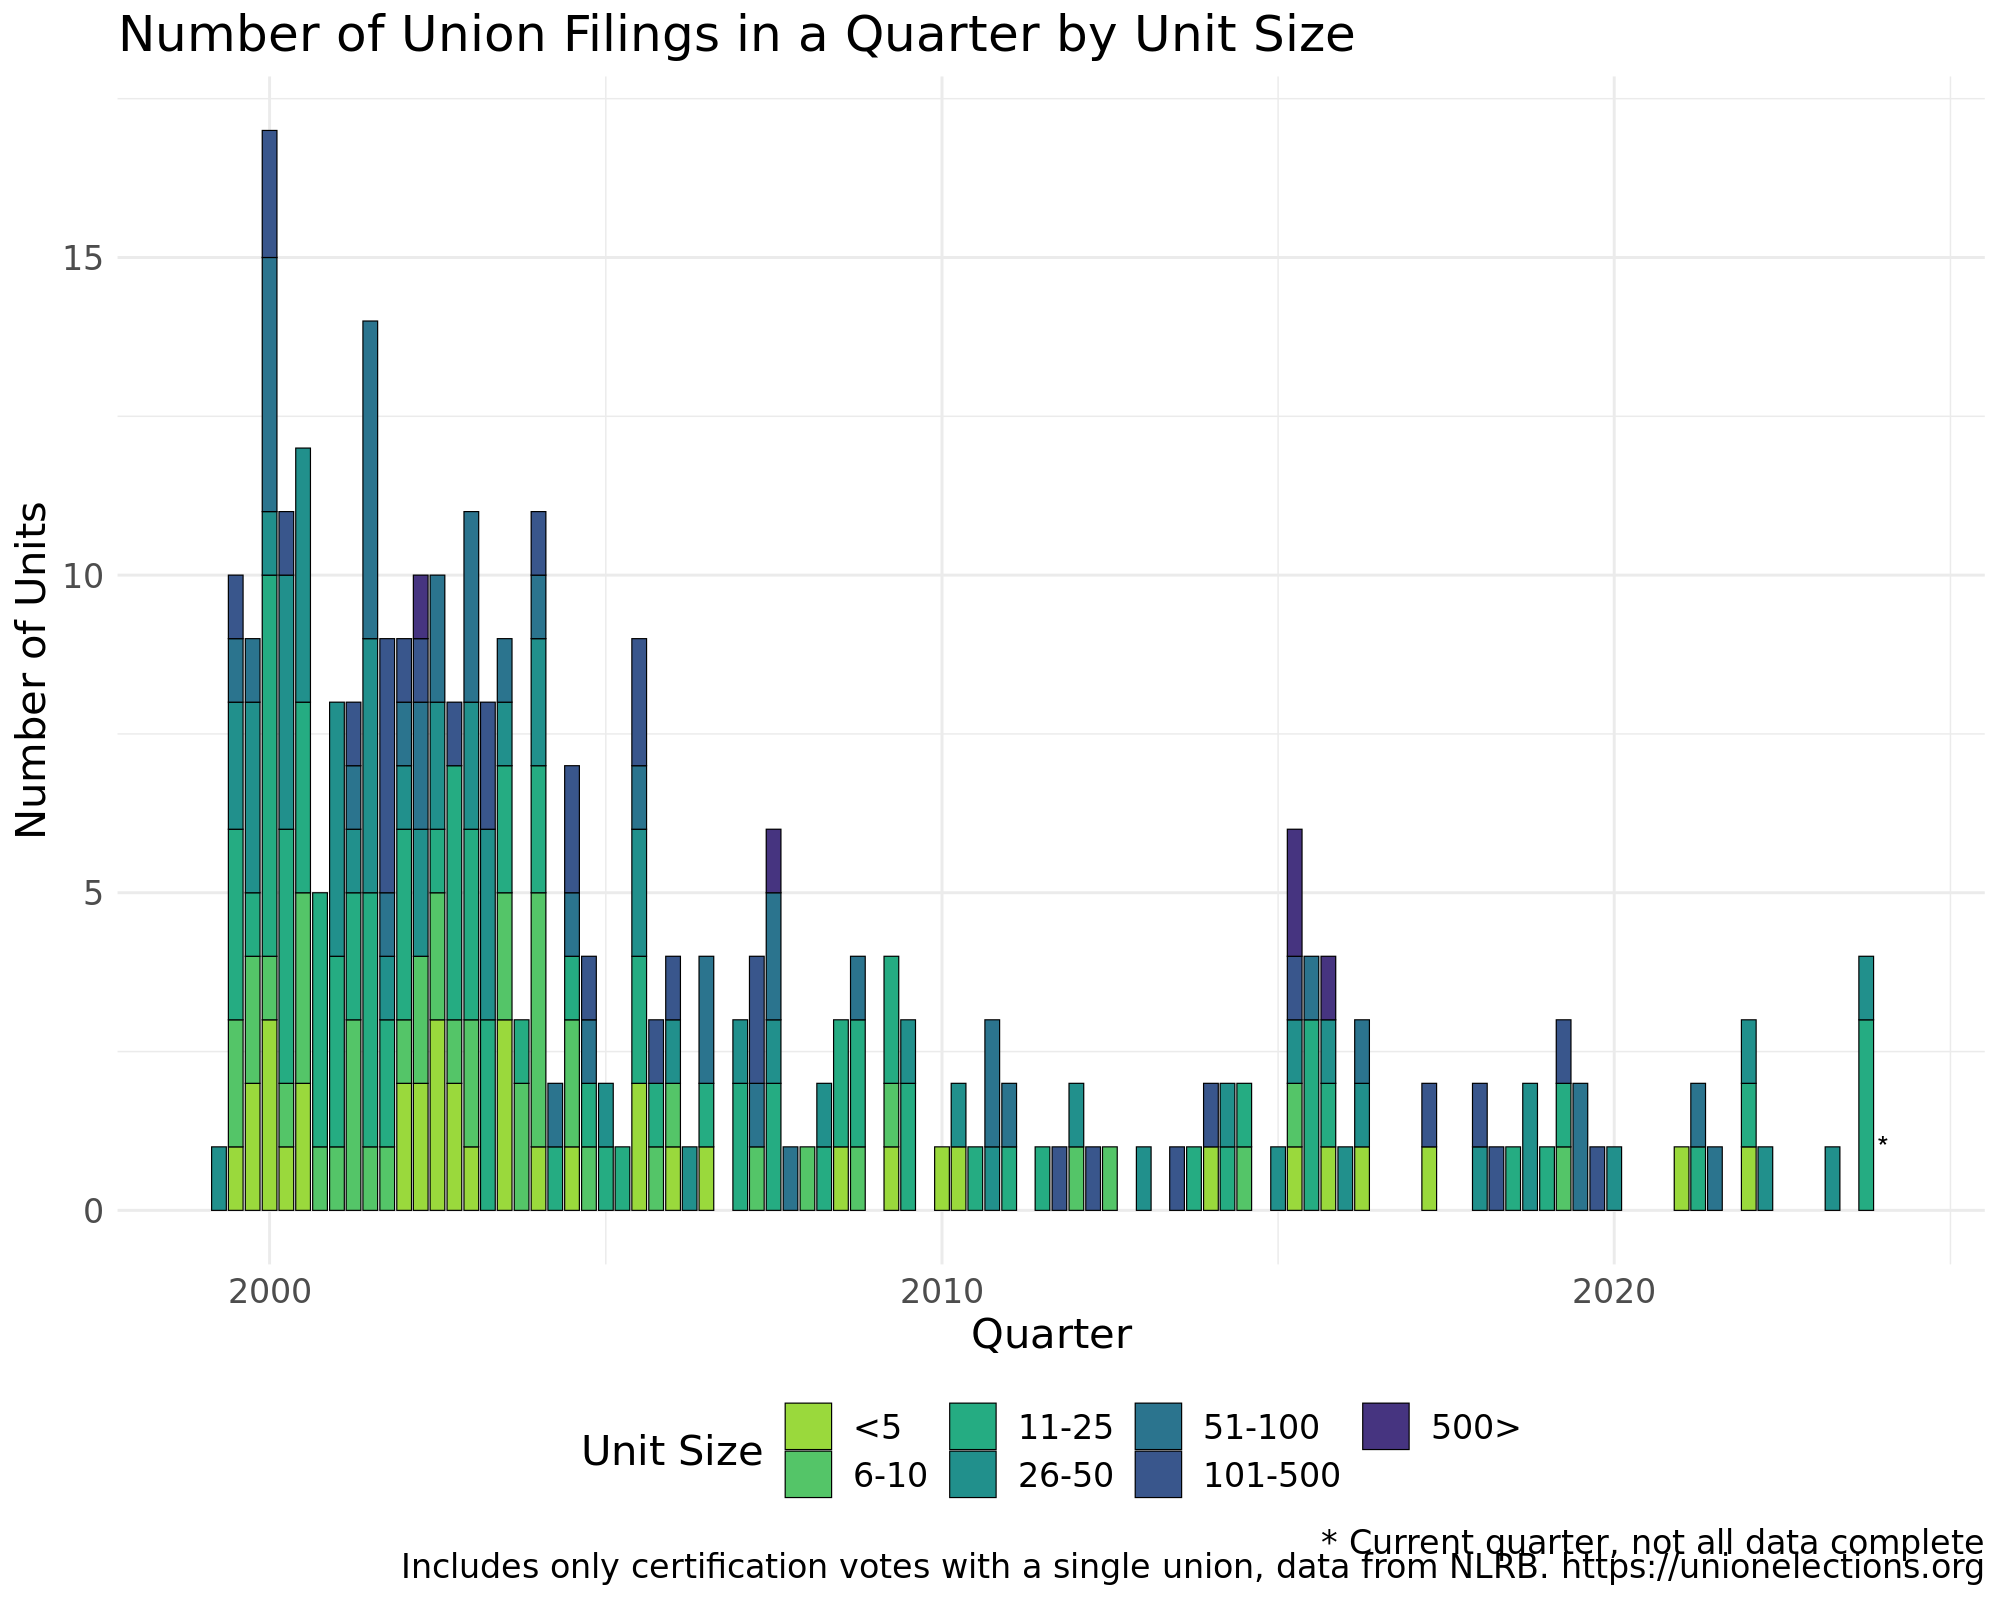 Number of Union Filings in a Quarter by Unit Size
Number of Units
15
10
5
0
*
2000 2010 2020
Quarter
Unit Size
<5 11-25 51-100 500>
6-10 26-50 101-500
* Current quarter, not all data complete
Includes only certification votes with a single union, data from NLRB. https://unionelections.org